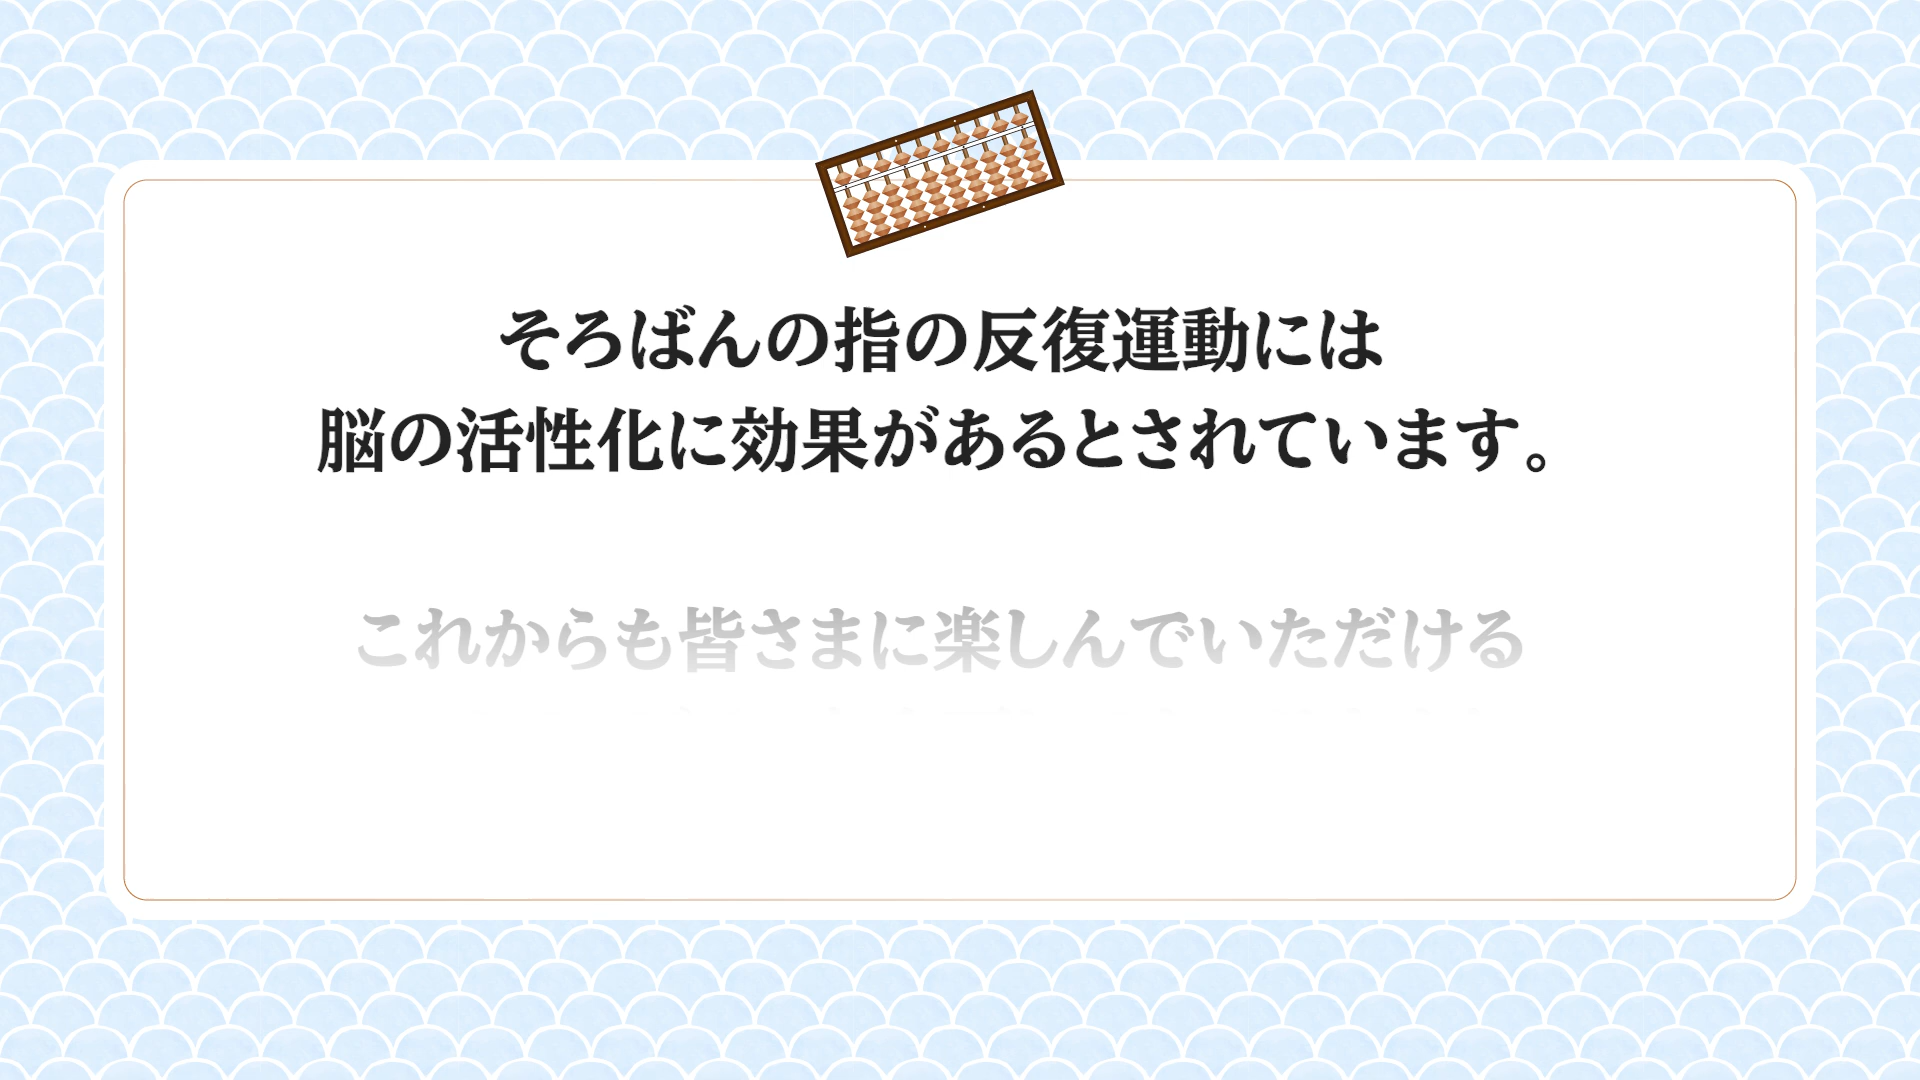 そろばんの指の反復運動には
脳の活性化に効果があるとされています。
これからも皆さまに楽しんでいただける